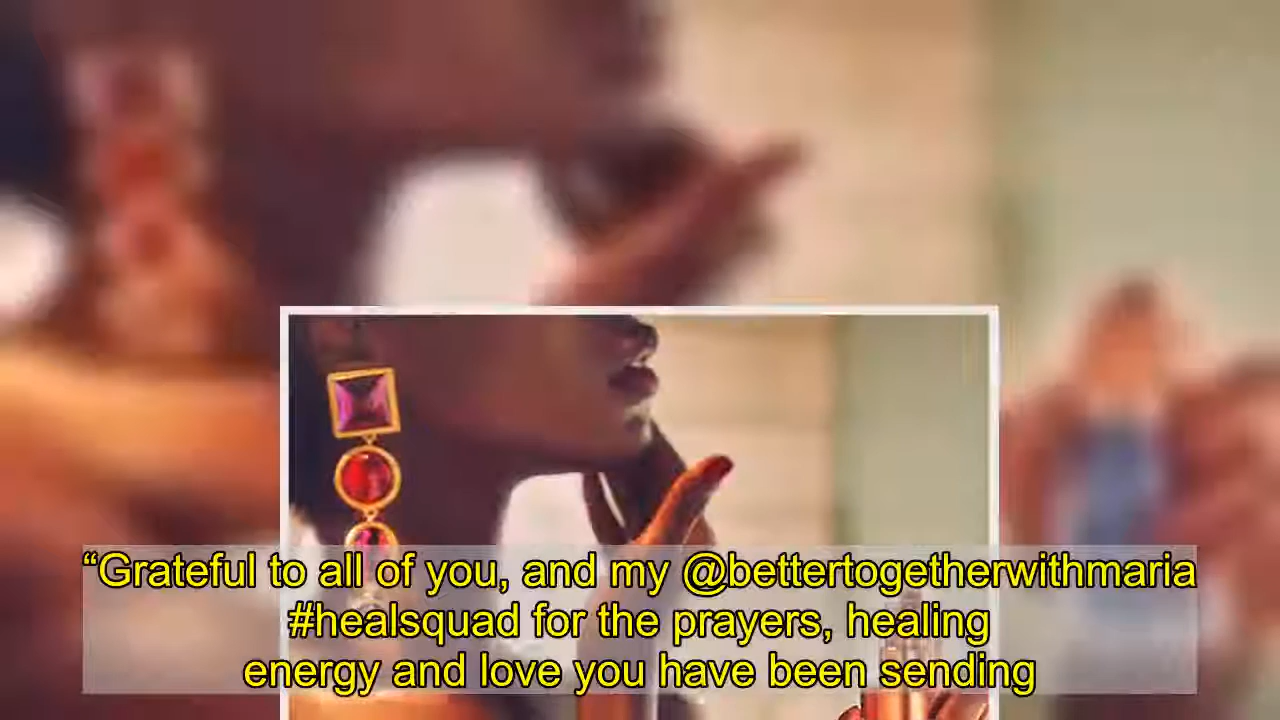 “Grateful to all of you, and my @bettertogetherwithmaria
#healsquad for the prayers, healing
energy and love you have been sending